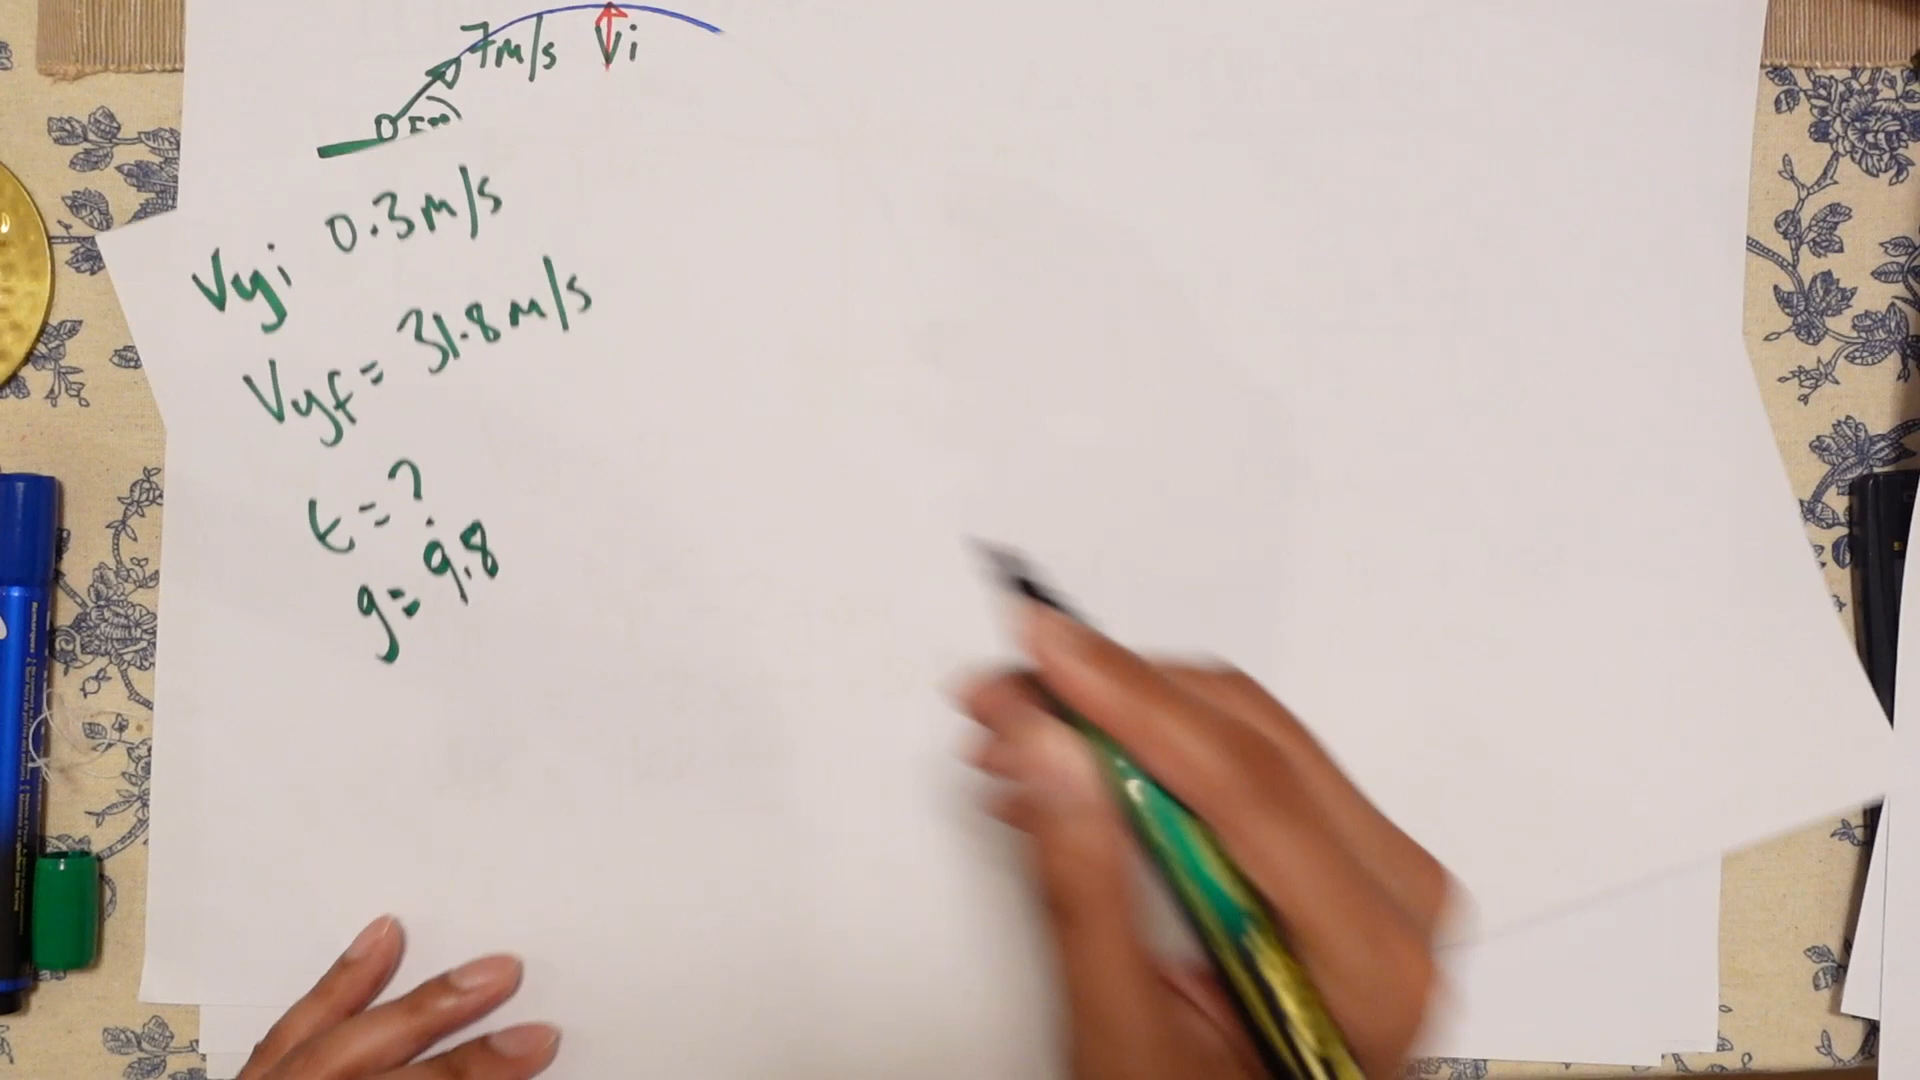 7m/s
Vi
Vyi 0.3m/s
Vyf = 31.8m/s
t = ?
g = 9.8